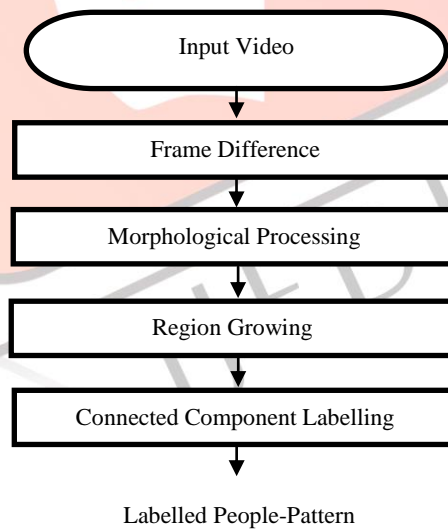 Input Video
Frame Difference
Morphological Processing
Region Growing
Connected Component Labelling
Labelled People-Pattern